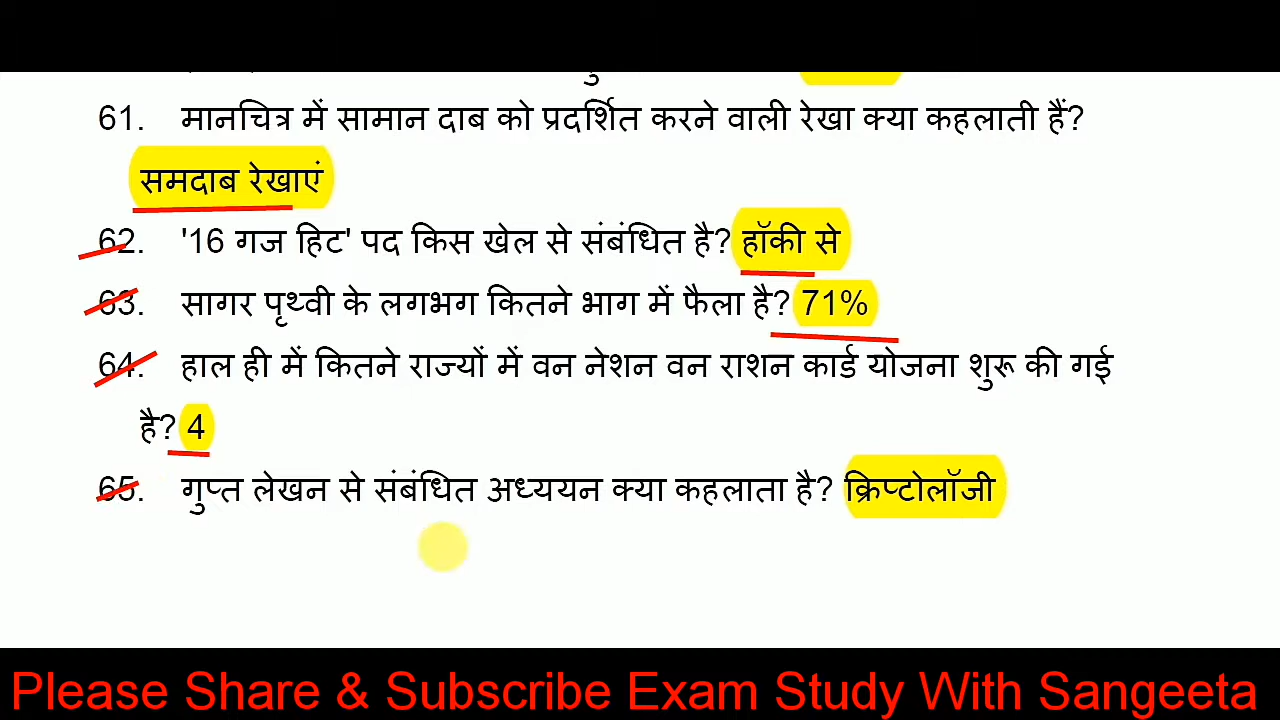 61. मानचित्र में सामान दाब को प्रदर्शित करने वाली रेखा क्या कहलाती हैं?
समदाब रेखाएं
62. '16 गज हिट' पद किस खेल से संबंधित है? हॉकी से
63. सागर पृथ्वी के लगभग कितने भाग में फैला है? 71%
64. हाल ही में कितने राज्यों में वन नेशन वन राशन कार्ड योजना शुरू की गई
है? 4
65. गुप्त लेखन से संबंधित अध्ययन क्या कहलाता है? क्रिप्टोलॉजी
Please Share & Subscribe Exam Study With Sangeeta